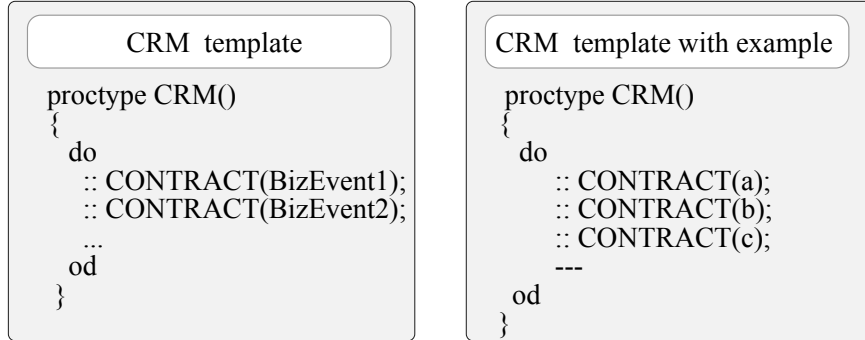 CRM template
proctype CRM()
{
do
:: CONTRACT(BizEvent1);
:: CONTRACT(BizEvent2);
...
od
}
CRM template with example
proctype CRM()
{
do
:: CONTRACT(a);
:: CONTRACT(b);
:: CONTRACT(c);
---
od
}